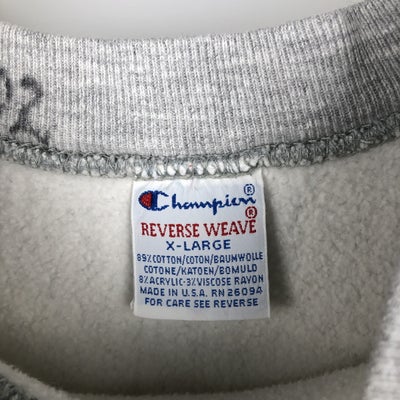 92
Champion®
REVERSE WEAVE®
X-LARGE
89% COTTON/COTON/BAUMWOLLE
COTONE/KATOEN/BOMULD
8% ACRYLIC-3% VISCOSE RAYON
MADE IN U.S.A. RN 26094
FOR CARE SEE REVERSE